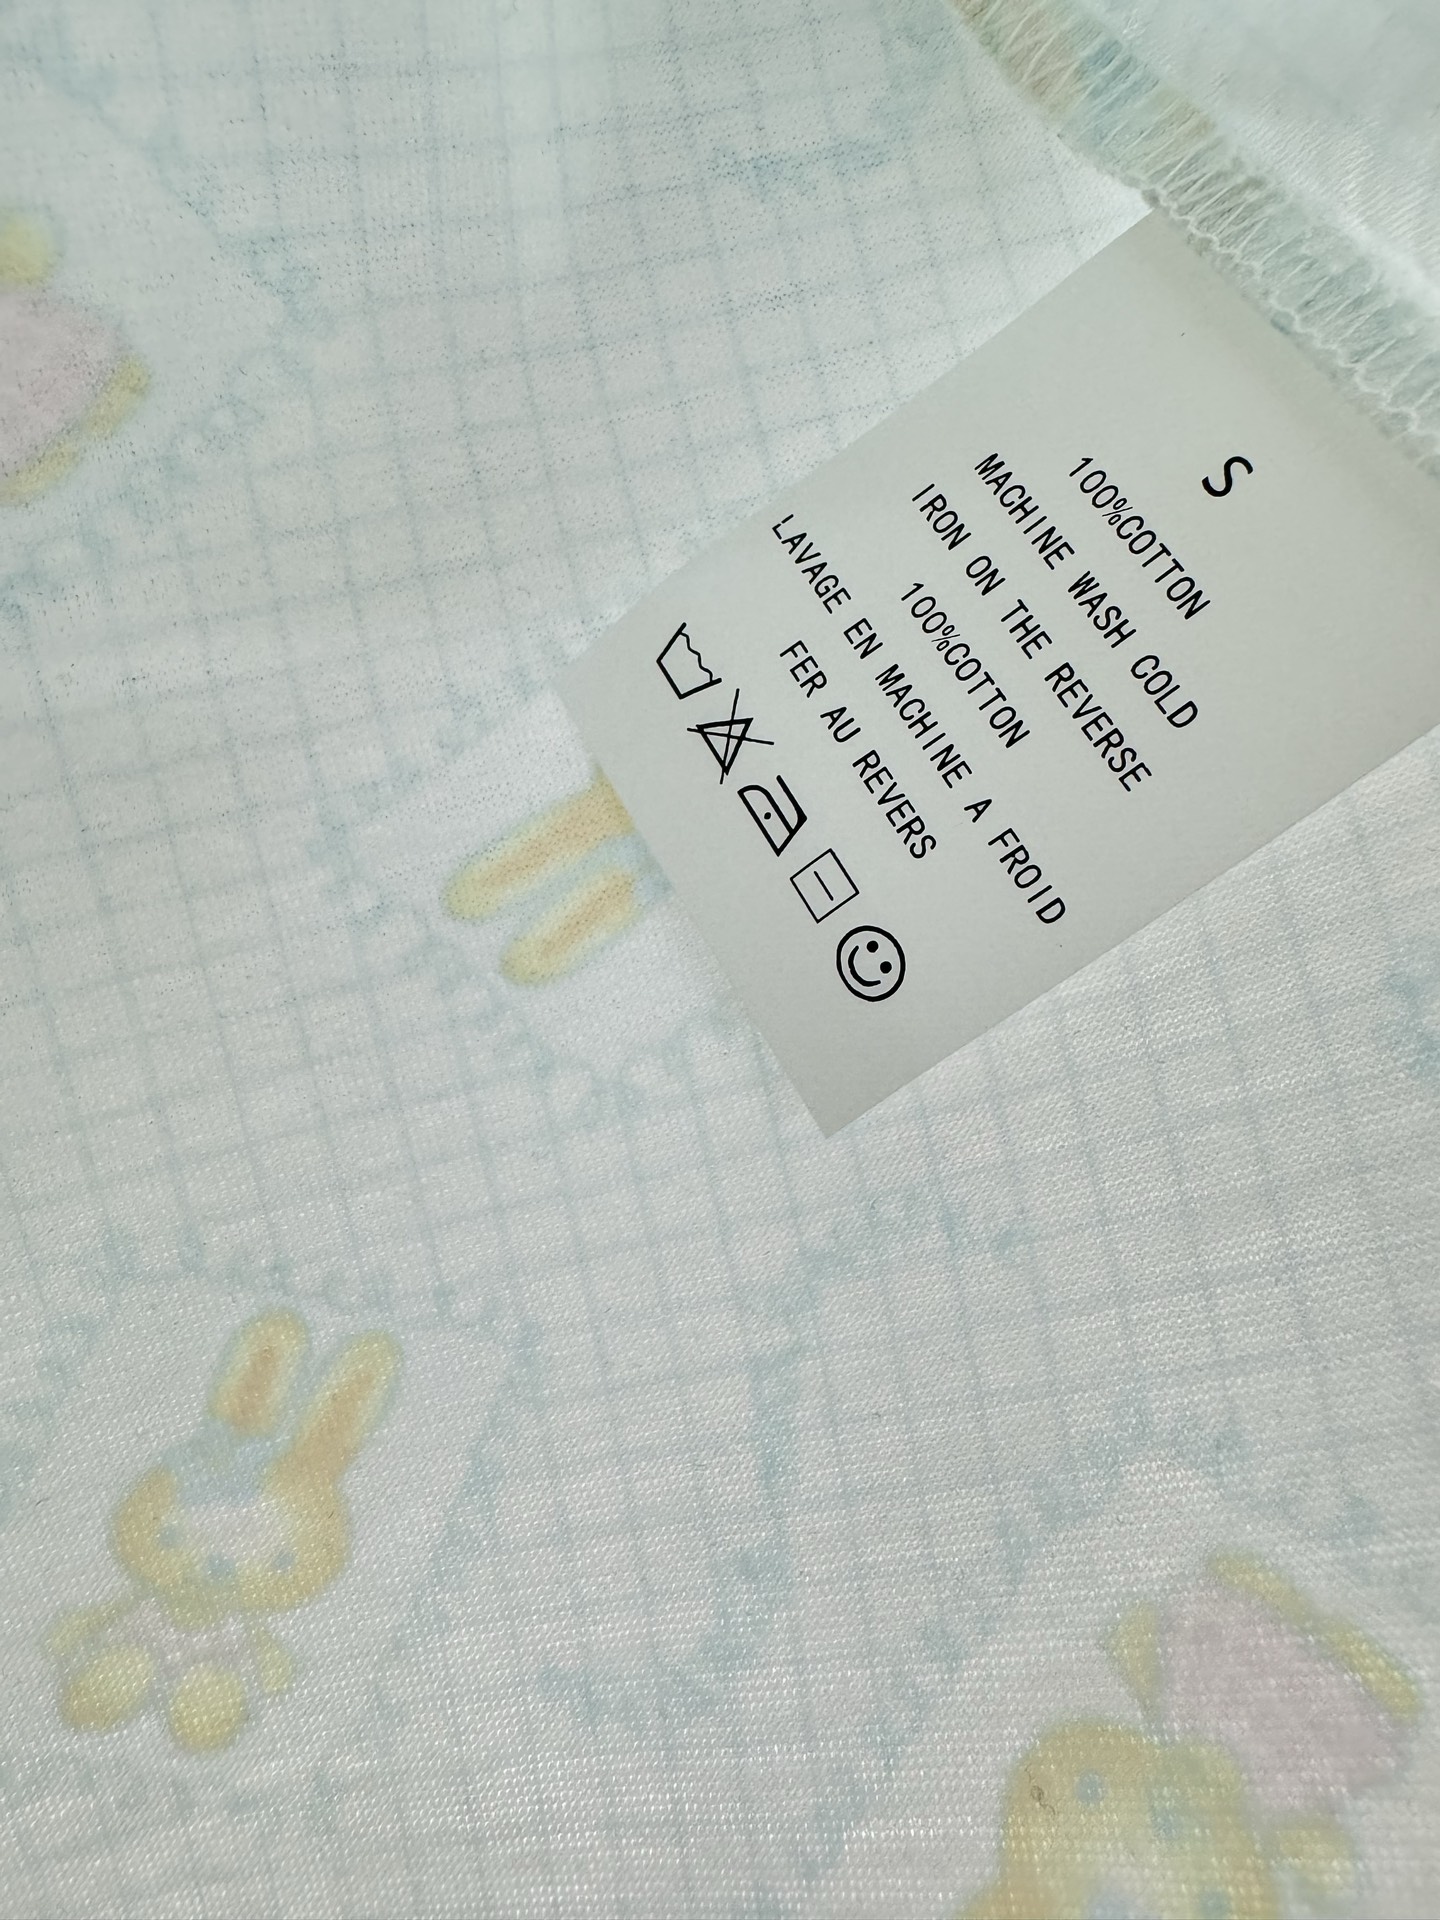 S
100%COTTON
MACHINE WASH COLD
IRON ON THE REVERSE
100%COTTON
LAVAGE EN MACHINE A FROID
FER AU REVERS